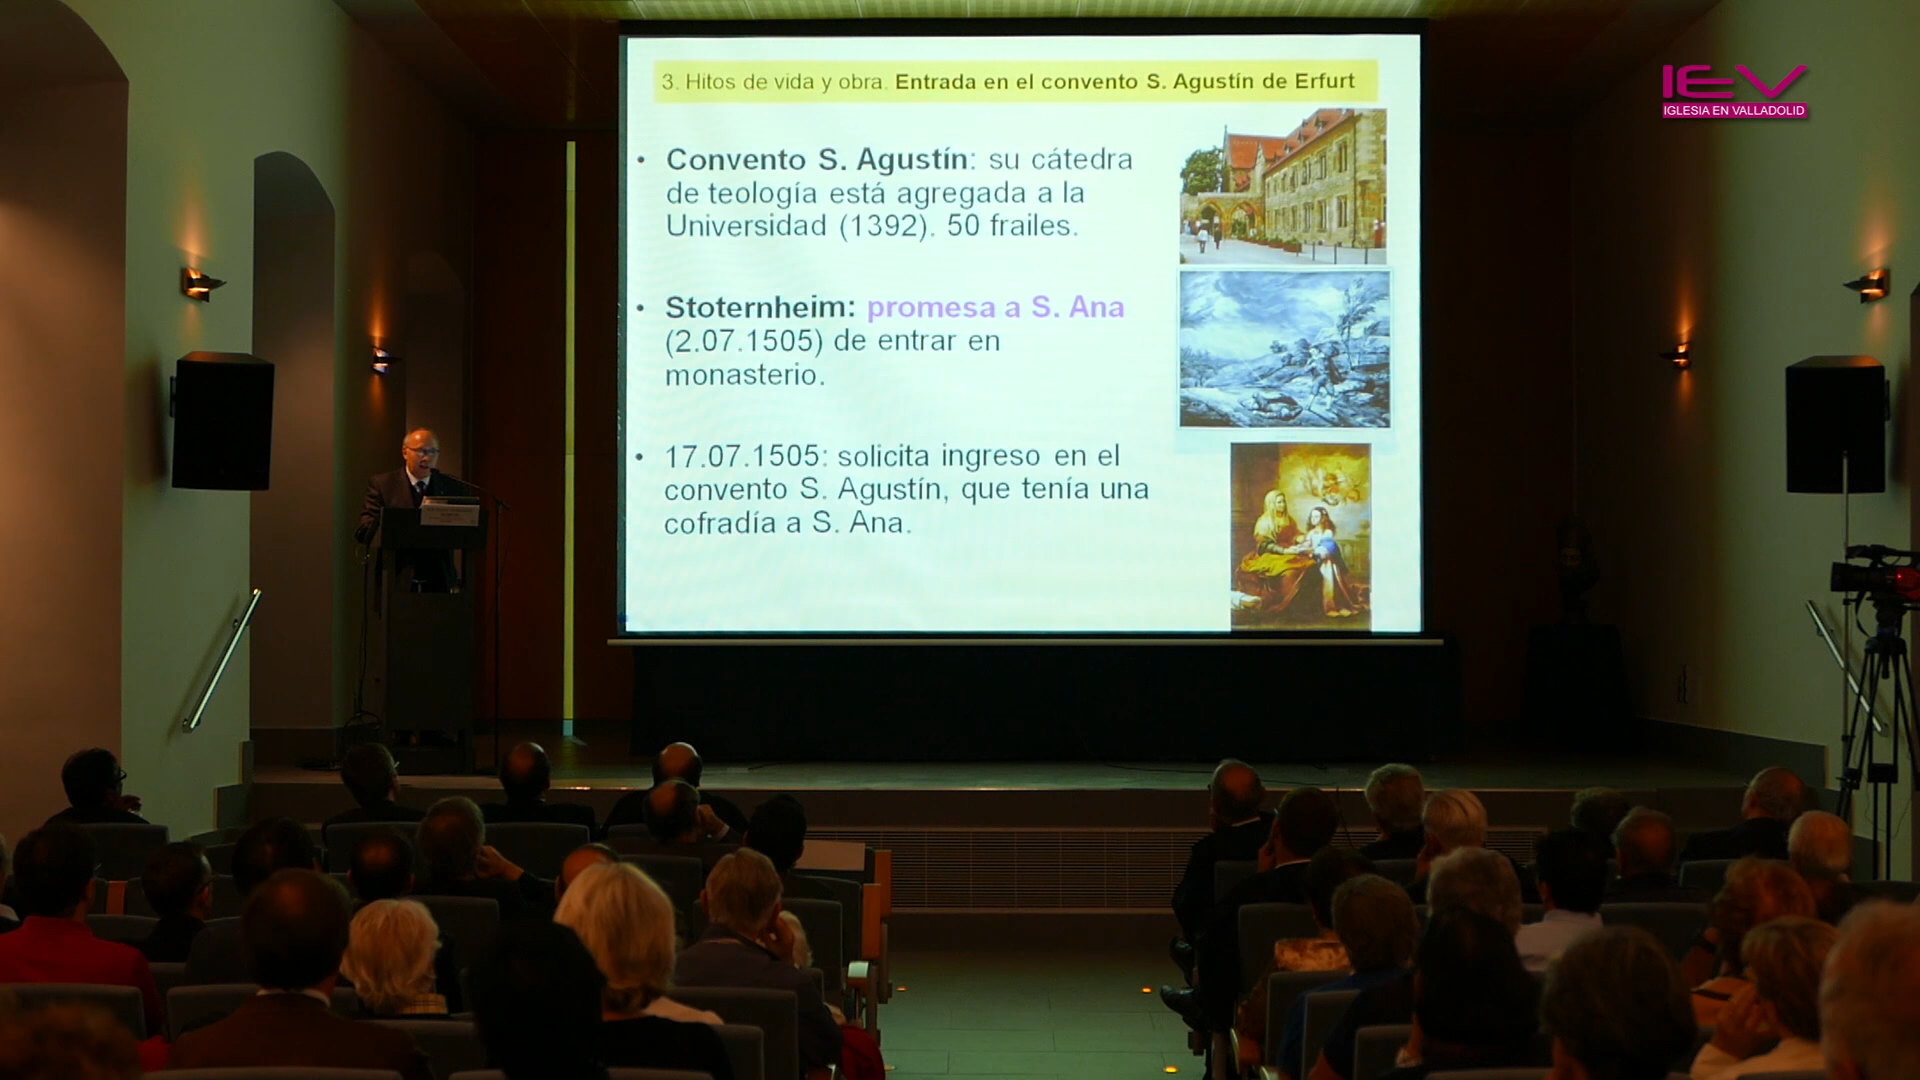 3. Hitos de vida y obra. Entrada en el convento S. Agustín de Erfurt
• Convento S. Agustín: su cátedra
de teología está agregada a la
Universidad (1392). 50 frailes.
• Stoternheim: promesa a S. Ana
(2.07.1505) de entrar en
monasterio.
• 17.07.1505: solicita ingreso en el
convento S. Agustín, que tenía una
cofradía a S. Ana.
IEV
IGLESIA EN VALLADOLID